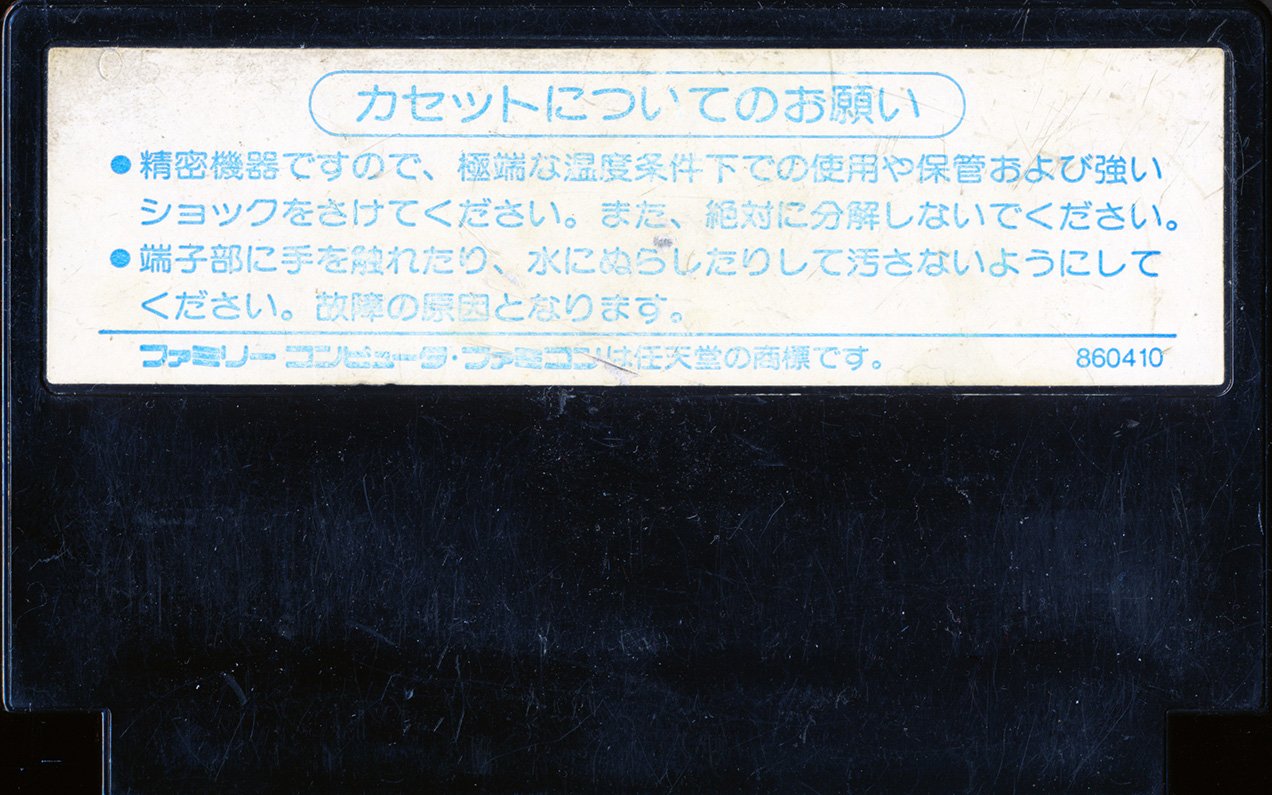 カセットについてのお願い
●精密機器ですので、極端な温度条件下での使用や保管および強い
ショックをさけてください。また、絶対に分解しないでください。
●端子部に手を触れたり、水にぬらしたりして汚さないようにして
ください。故障の原因となります。
ファミリーコンピュータ・ファミコンは任天堂の商標です。 860410